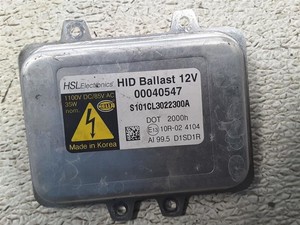 HSL Electronics HID Ballast 12V
1100V DC/85V AC
35W
nom.
00040547
S101CL3022300A
DOT 2000h
E13 10R-02 4104
AI 99.5 D1SD1R
Made in Korea